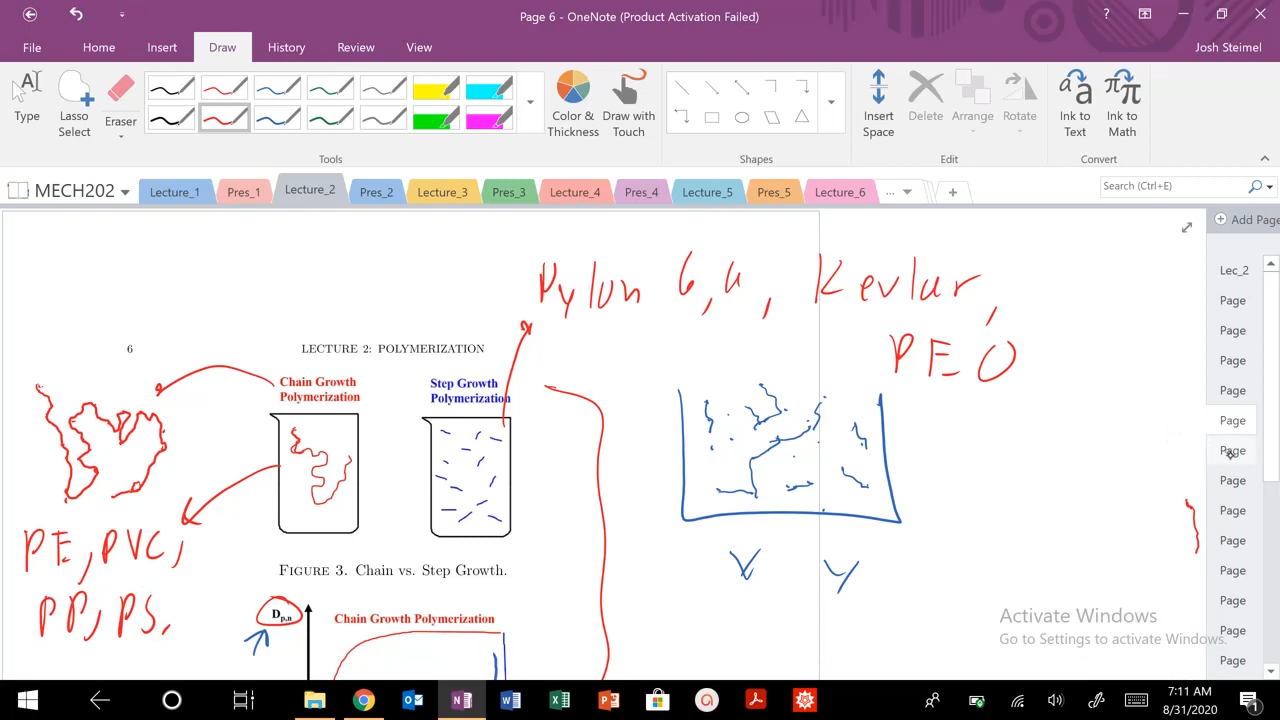 Page 6 - OneNote (Product Activation Failed)
?
File
Home
Insert
Draw
History
Review
View
Josh Steimel
Type
Lasso Select
Eraser
Color & Thickness
Draw with Touch
Insert Space
Delete
Arrange
Rotate
Ink to Text
Ink to Math
Tools
Shapes
Edit
Convert
MECH202
Lecture_1
Pres_1
Lecture_2
Pres_2
Lecture_3
Pres_3
Lecture_4
Pres_4
Lecture_5
Pres_5
Lecture_6
...
Search (Ctrl+E)
Add Page
Lec_2
Page
Page
Page
Page
Page
Page
Page
Page
Page
Page
Page
Page
Page
Nylon 6,6, Kevlar,
PEO
6
LECTURE 2: POLYMERIZATION
Chain Growth
Polymerization
Step Growth
Polymerization
PE, PVC,
PP, PS,
FIGURE 3. Chain vs. Step Growth.
Dp,n
Chain Growth Polymerization
Activate Windows
Go to Settings to activate Windows.
7:11 AM
8/31/2020